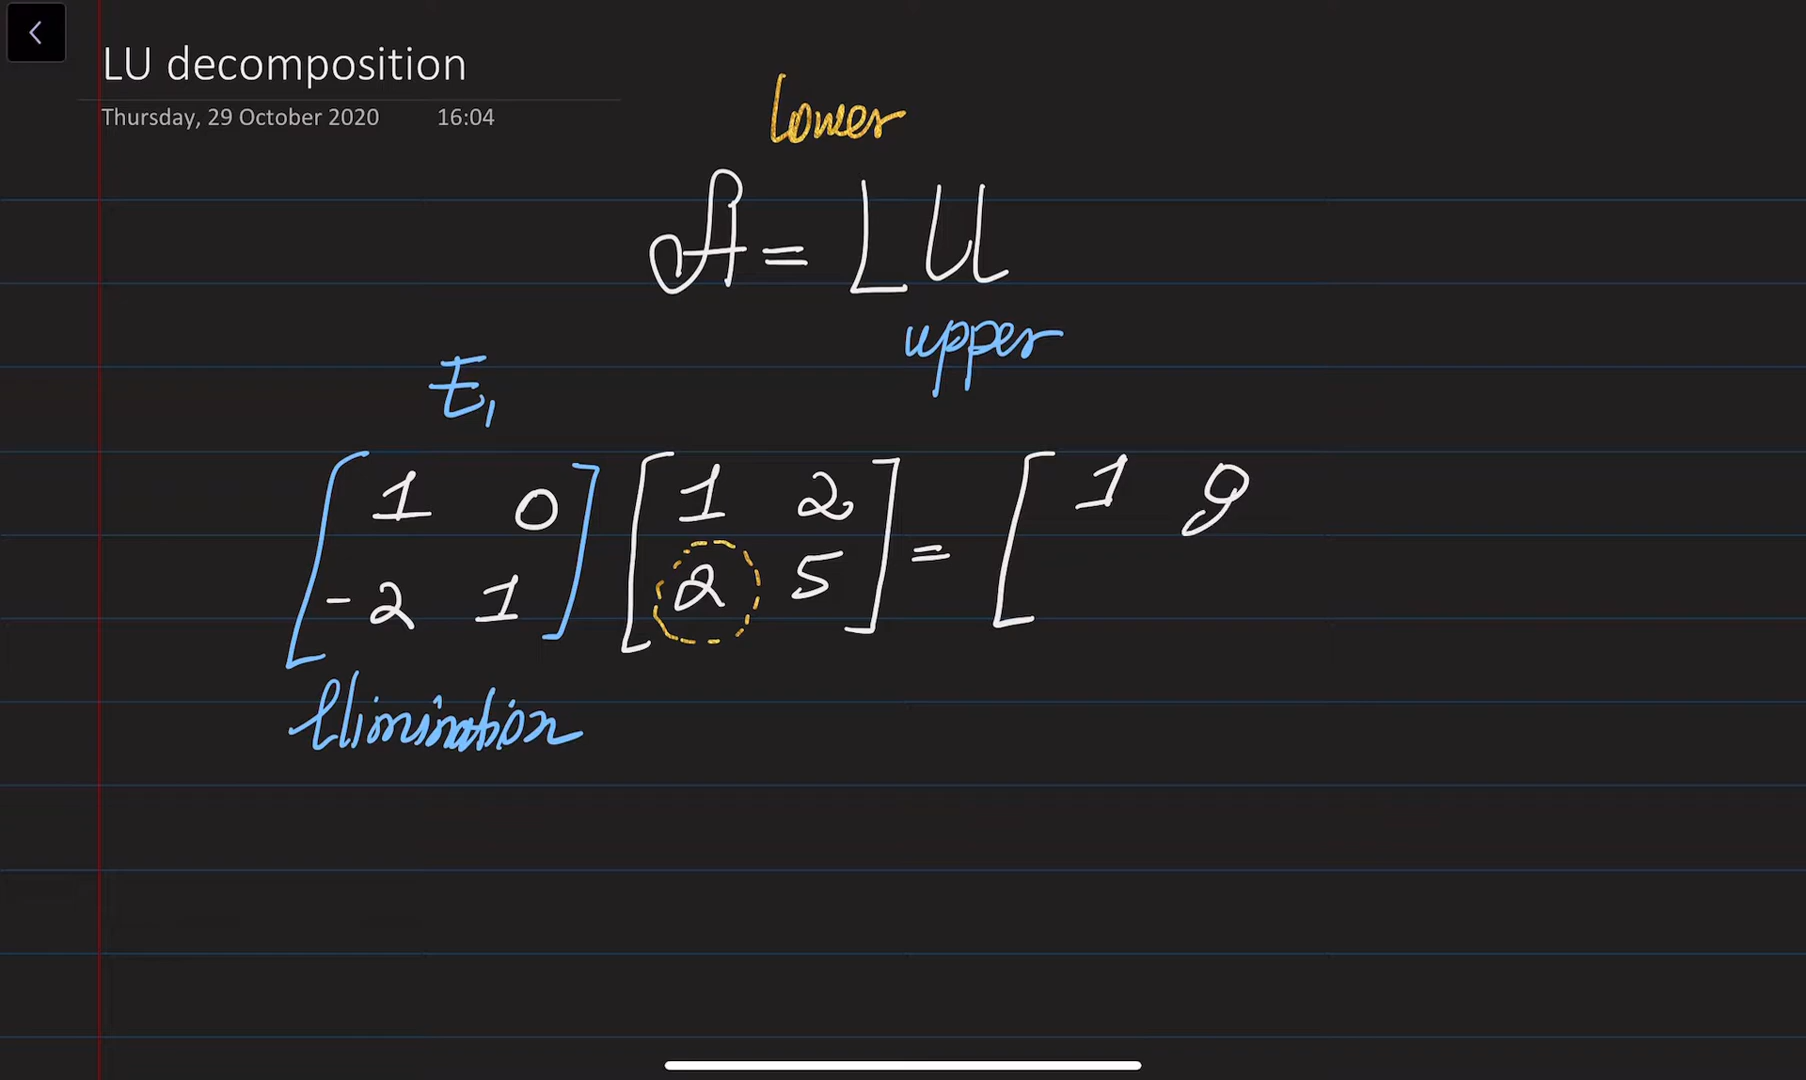 LU decomposition
Thursday, 29 October 2020 16:04
lower
A = LU
upper
E1
[ 1 0 ] [ 1 2 ] = [ 1 2
[ -2 1 ] [ 2 5 ]
Elimination